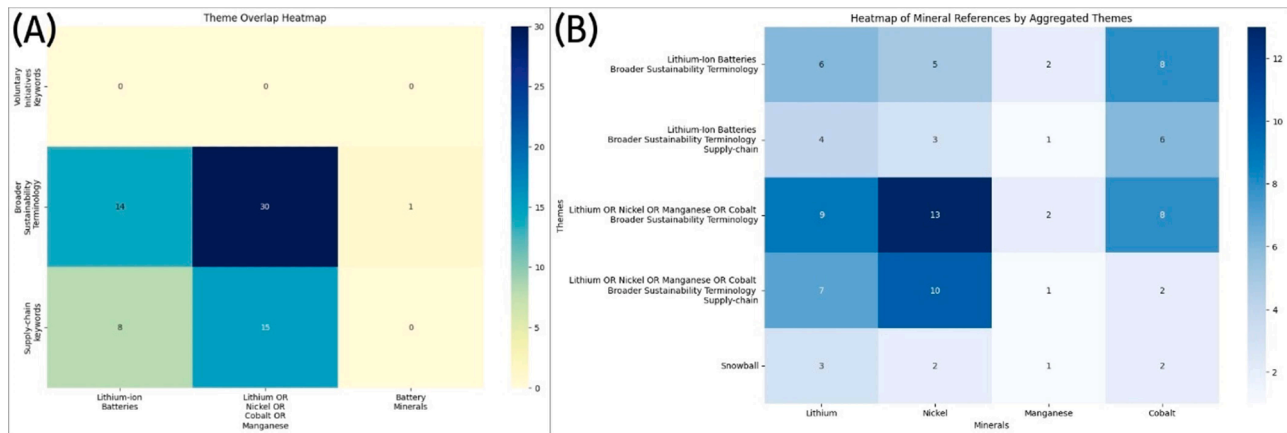 (A)
Theme Overlap Heatmap
Voluntary
Initiatives
Keywords
0 0 0
Broader
Sustainability
Terminology
14 30 1
Supply-chain
keywords
8 15 0
Lithium-ion
Batteries
Lithium OR
Nickel OR
Cobalt OR
Manganese
Battery
Minerals
30
25
20
15
10
5
0
(B)
Heatmap of Mineral References by Aggregated Themes
Themes
Lithium-Ion Batteries
Broader Sustainability Terminology
6 5 2 8
Lithium-Ion Batteries
Broader Sustainability Terminology
Supply-chain
4 3 1 6
Lithium OR Nickel OR Manganese OR Cobalt
Broader Sustainability Terminology
9 13 2 8
Lithium OR Nickel OR Manganese OR Cobalt
Broader Sustainability Terminology
Supply-chain
7 10 1 2
Snowball
3 2 1 2
Lithium Nickel Manganese Cobalt
Minerals
12
10
8
6
4
2